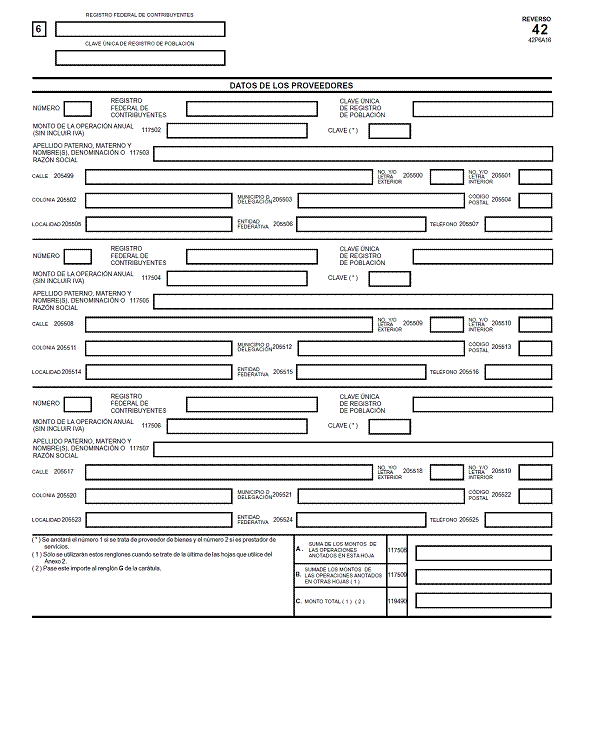 REGISTRO FEDERAL DE CONTRIBUYENTES
6
CLAVE ÚNICA DE REGISTRO DE POBLACIÓN
REVERSO
42
42P6A16
DATOS DE LOS PROVEEDORES
NÚMERO
REGISTRO
FEDERAL DE
CONTRIBUYENTES
CLAVE ÚNICA
DE REGISTRO
DE POBLACIÓN
MONTO DE LA OPERACIÓN ANUAL
(SIN INCLUIR IVA) 117502
CLAVE ( * )
APELLIDO PATERNO, MATERNO Y
NOMBRE(S), DENOMINACIÓN O 117503
RAZÓN SOCIAL
CALLE 205499
NO. Y/O
LETRA 205500
EXTERIOR
NO. Y/O
LETRA 205501
INTERIOR
COLONIA 205502
MUNICIPIO O
DELEGACIÓN 205503
CÓDIGO
POSTAL 205504
LOCALIDAD 205505
ENTIDAD
FEDERATIVA 205506
TELÉFONO 205507
NÚMERO
REGISTRO
FEDERAL DE
CONTRIBUYENTES
CLAVE ÚNICA
DE REGISTRO
DE POBLACIÓN
MONTO DE LA OPERACIÓN ANUAL
(SIN INCLUIR IVA) 117504
CLAVE ( * )
APELLIDO PATERNO, MATERNO Y
NOMBRE(S), DENOMINACIÓN O 117505
RAZÓN SOCIAL
CALLE 205508
NO. Y/O
LETRA 205509
EXTERIOR
NO. Y/O
LETRA 205510
INTERIOR
COLONIA 205511
MUNICIPIO O
DELEGACIÓN 205512
CÓDIGO
POSTAL 205513
LOCALIDAD 205514
ENTIDAD
FEDERATIVA 205515
TELÉFONO 205516
NÚMERO
REGISTRO
FEDERAL DE
CONTRIBUYENTES
CLAVE ÚNICA
DE REGISTRO
DE POBLACIÓN
MONTO DE LA OPERACIÓN ANUAL
(SIN INCLUIR IVA) 117506
CLAVE ( * )
APELLIDO PATERNO, MATERNO Y
NOMBRE(S), DENOMINACIÓN O 117507
RAZÓN SOCIAL
CALLE 205517
NO. Y/O
LETRA 205518
EXTERIOR
NO. Y/O
LETRA 205519
INTERIOR
COLONIA 205520
MUNICIPIO O
DELEGACIÓN 205521
CÓDIGO
POSTAL 205522
LOCALIDAD 205523
ENTIDAD
FEDERATIVA 205524
TELÉFONO 205525
( * ) Se anotará el número 1 si se trata de proveedor de bienes y el número 2 si es prestador de
servicios.
( 1 ) Sólo se utilizarán estos renglones cuando se trate de la última de las hojas que utilice del
Anexo 2.
( 2 ) Pase este importe al renglón G de la carátula.
A. SUMA DE LOS MONTOS DE
LAS OPERACIONES
ANOTADOS EN ESTA HOJA
117508
B. SUMADE LOS MONTOS DE
LAS OPERACIONES ANOTADOS
EN OTRAS HOJAS ( 1 )
117509
C. MONTO TOTAL ( 1 ) ( 2 ) 119490